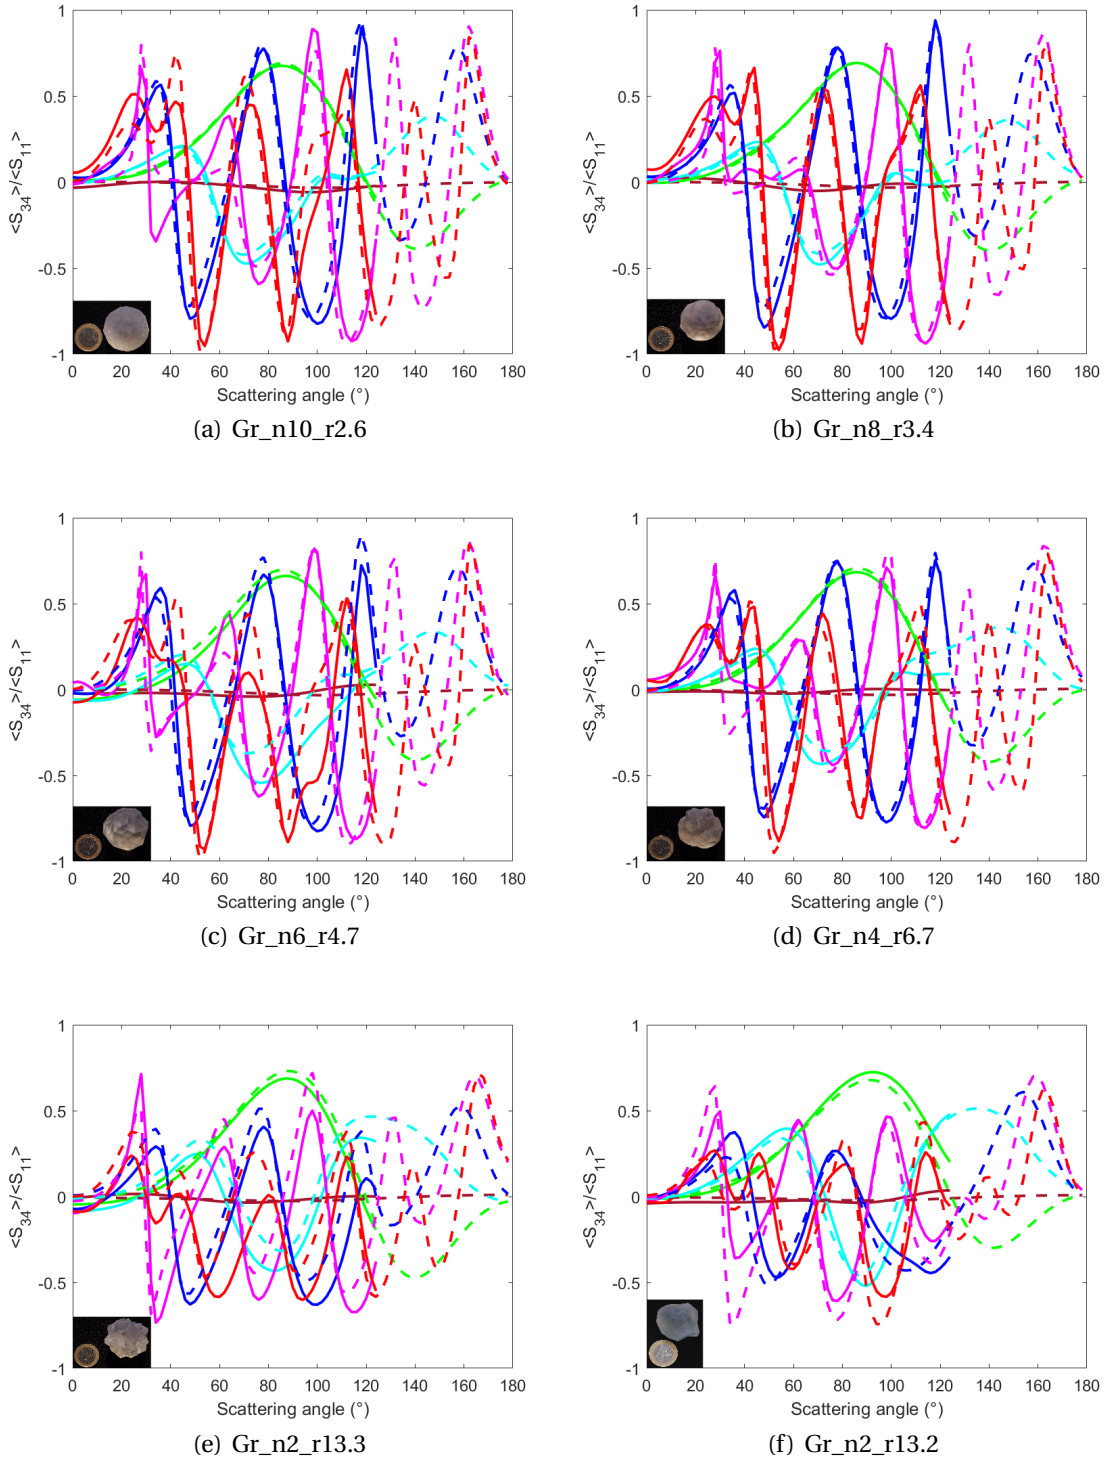 1
0.5
0
-0.5
-1
<S34>/<S11>
0 20 40 60 80 100 120 140 160 180
Scattering angle (°)
(a) Gr_n10_r2.6
1
0.5
0
-0.5
-1
<S34>/<S11>
0 20 40 60 80 100 120 140 160 180
Scattering angle (°)
(b) Gr_n8_r3.4
1
0.5
0
-0.5
-1
<S34>/<S11>
0 20 40 60 80 100 120 140 160 180
Scattering angle (°)
(c) Gr_n6_r4.7
1
0.5
0
-0.5
-1
<S34>/<S11>
0 20 40 60 80 100 120 140 160 180
Scattering angle (°)
(d) Gr_n4_r6.7
1
0.5
0
-0.5
-1
<S34>/<S11>
0 20 40 60 80 100 120 140 160 180
Scattering angle (°)
(e) Gr_n2_r13.3
1
0.5
0
-0.5
-1
<S34>/<S11>
0 20 40 60 80 100 120 140 160 180
Scattering angle (°)
(f) Gr_n2_r13.2